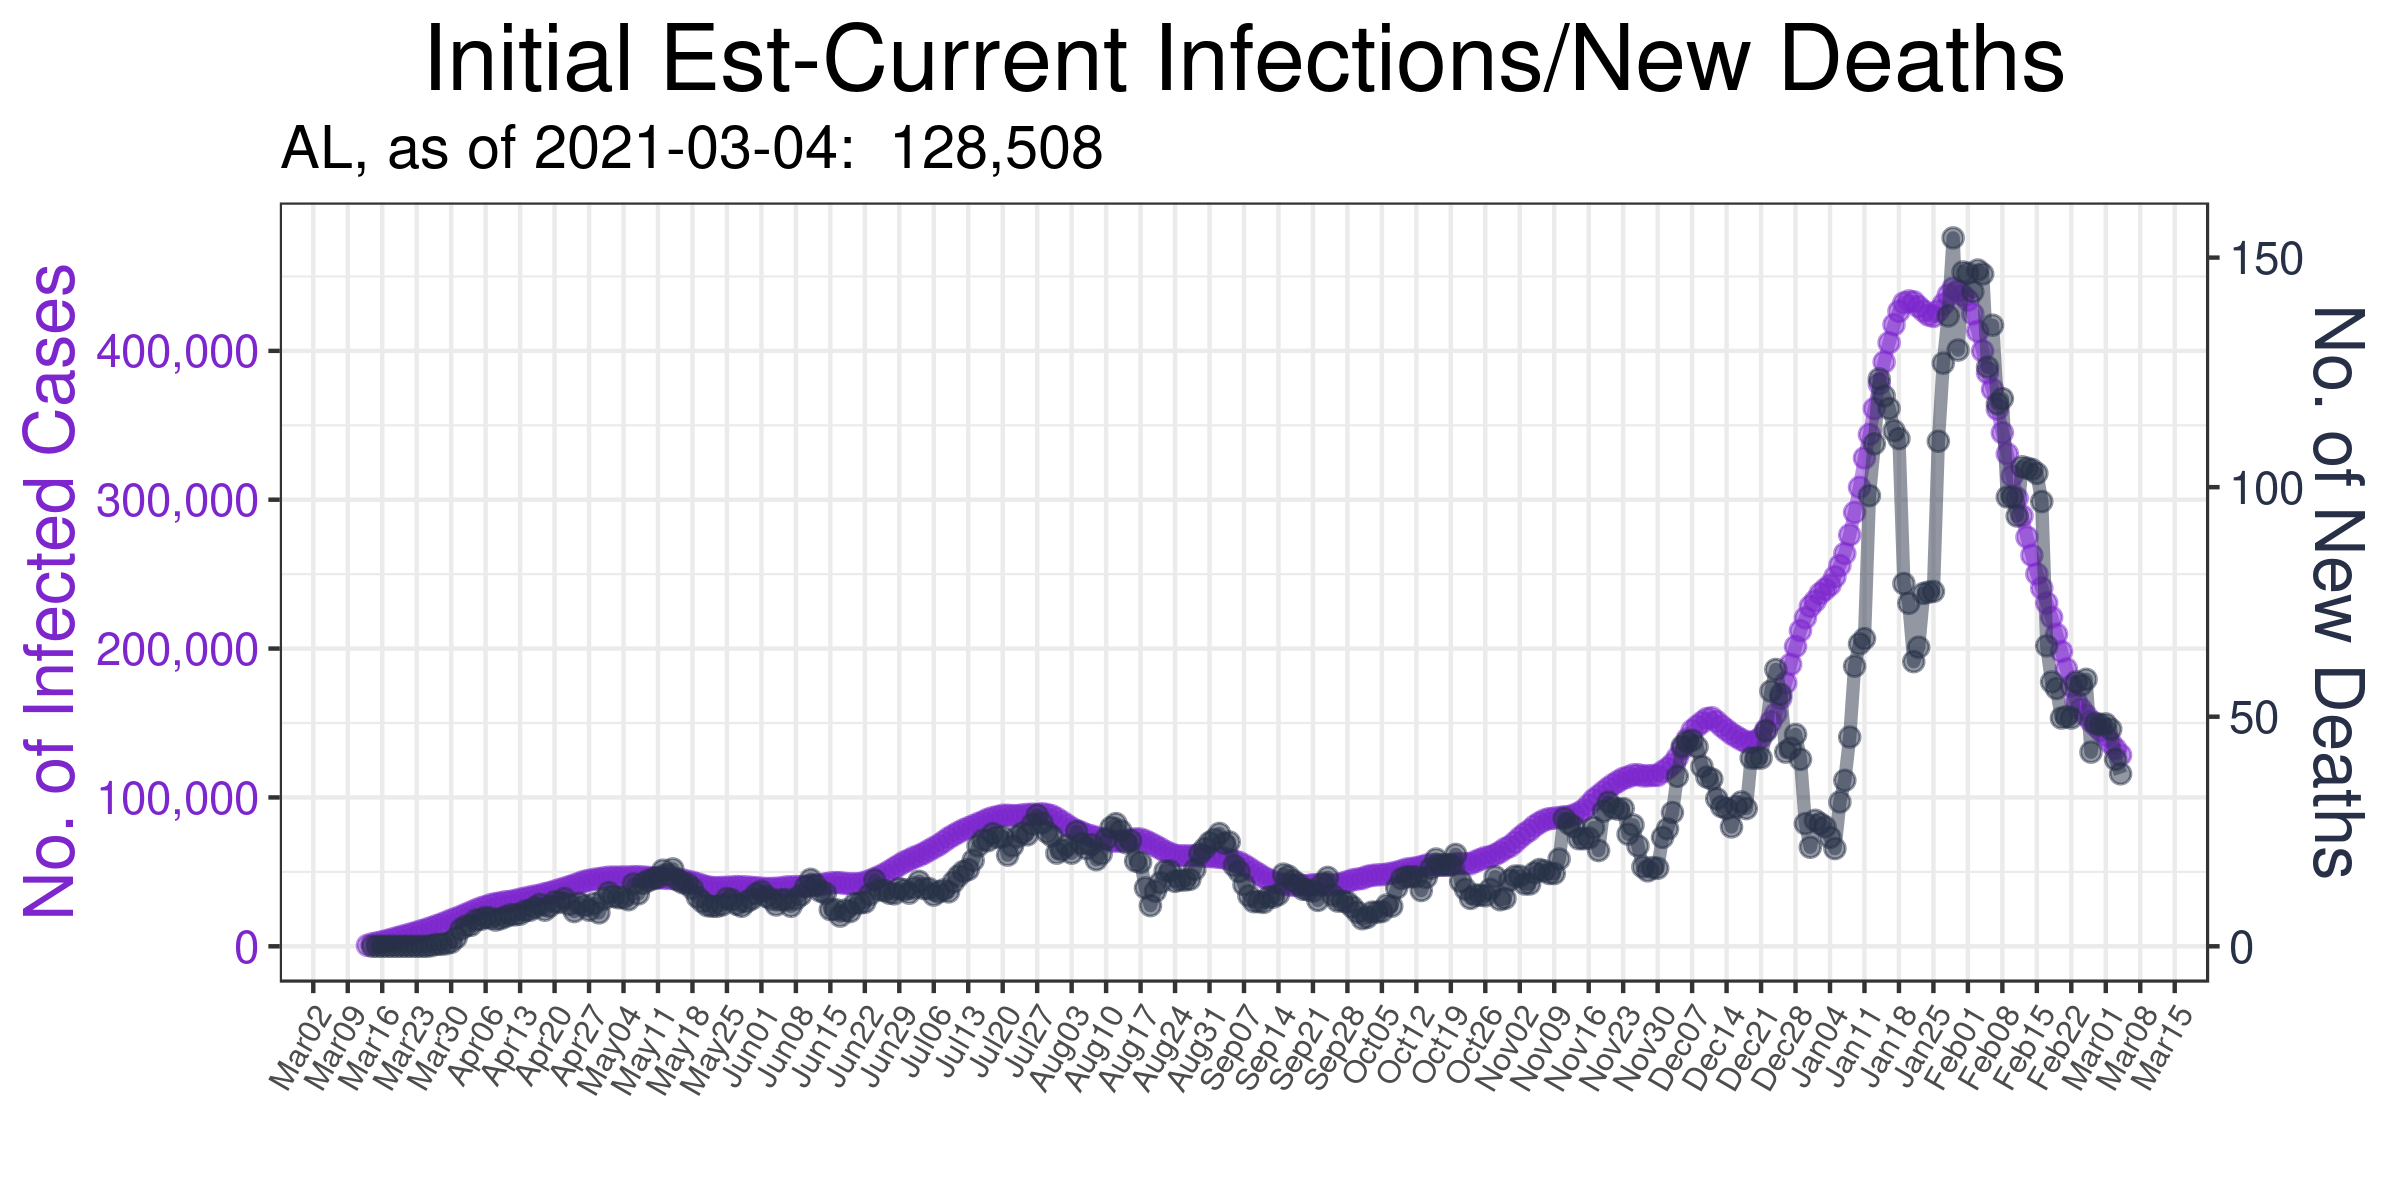 Initial Est-Current Infections/New Deaths
AL, as of 2021-03-04:  128,508
No. of Infected Cases
400,000
300,000
200,000
100,000
0
150
100
50
0
No. of New Deaths
Mar02
Mar09
Mar16
Mar23
Mar30
Apr06
Apr13
Apr20
Apr27
May04
May11
May18
May25
Jun01
Jun08
Jun15
Jun22
Jun29
Jul06
Jul13
Jul20
Jul27
Aug03
Aug10
Aug17
Aug24
Aug31
Sep07
Sep14
Sep21
Sep28
Oct05
Oct12
Oct19
Oct26
Nov02
Nov09
Nov16
Nov23
Nov30
Dec07
Dec14
Dec21
Dec28
Jan04
Jan11
Jan18
Jan25
Feb01
Feb08
Feb15
Feb22
Mar01
Mar08
Mar15